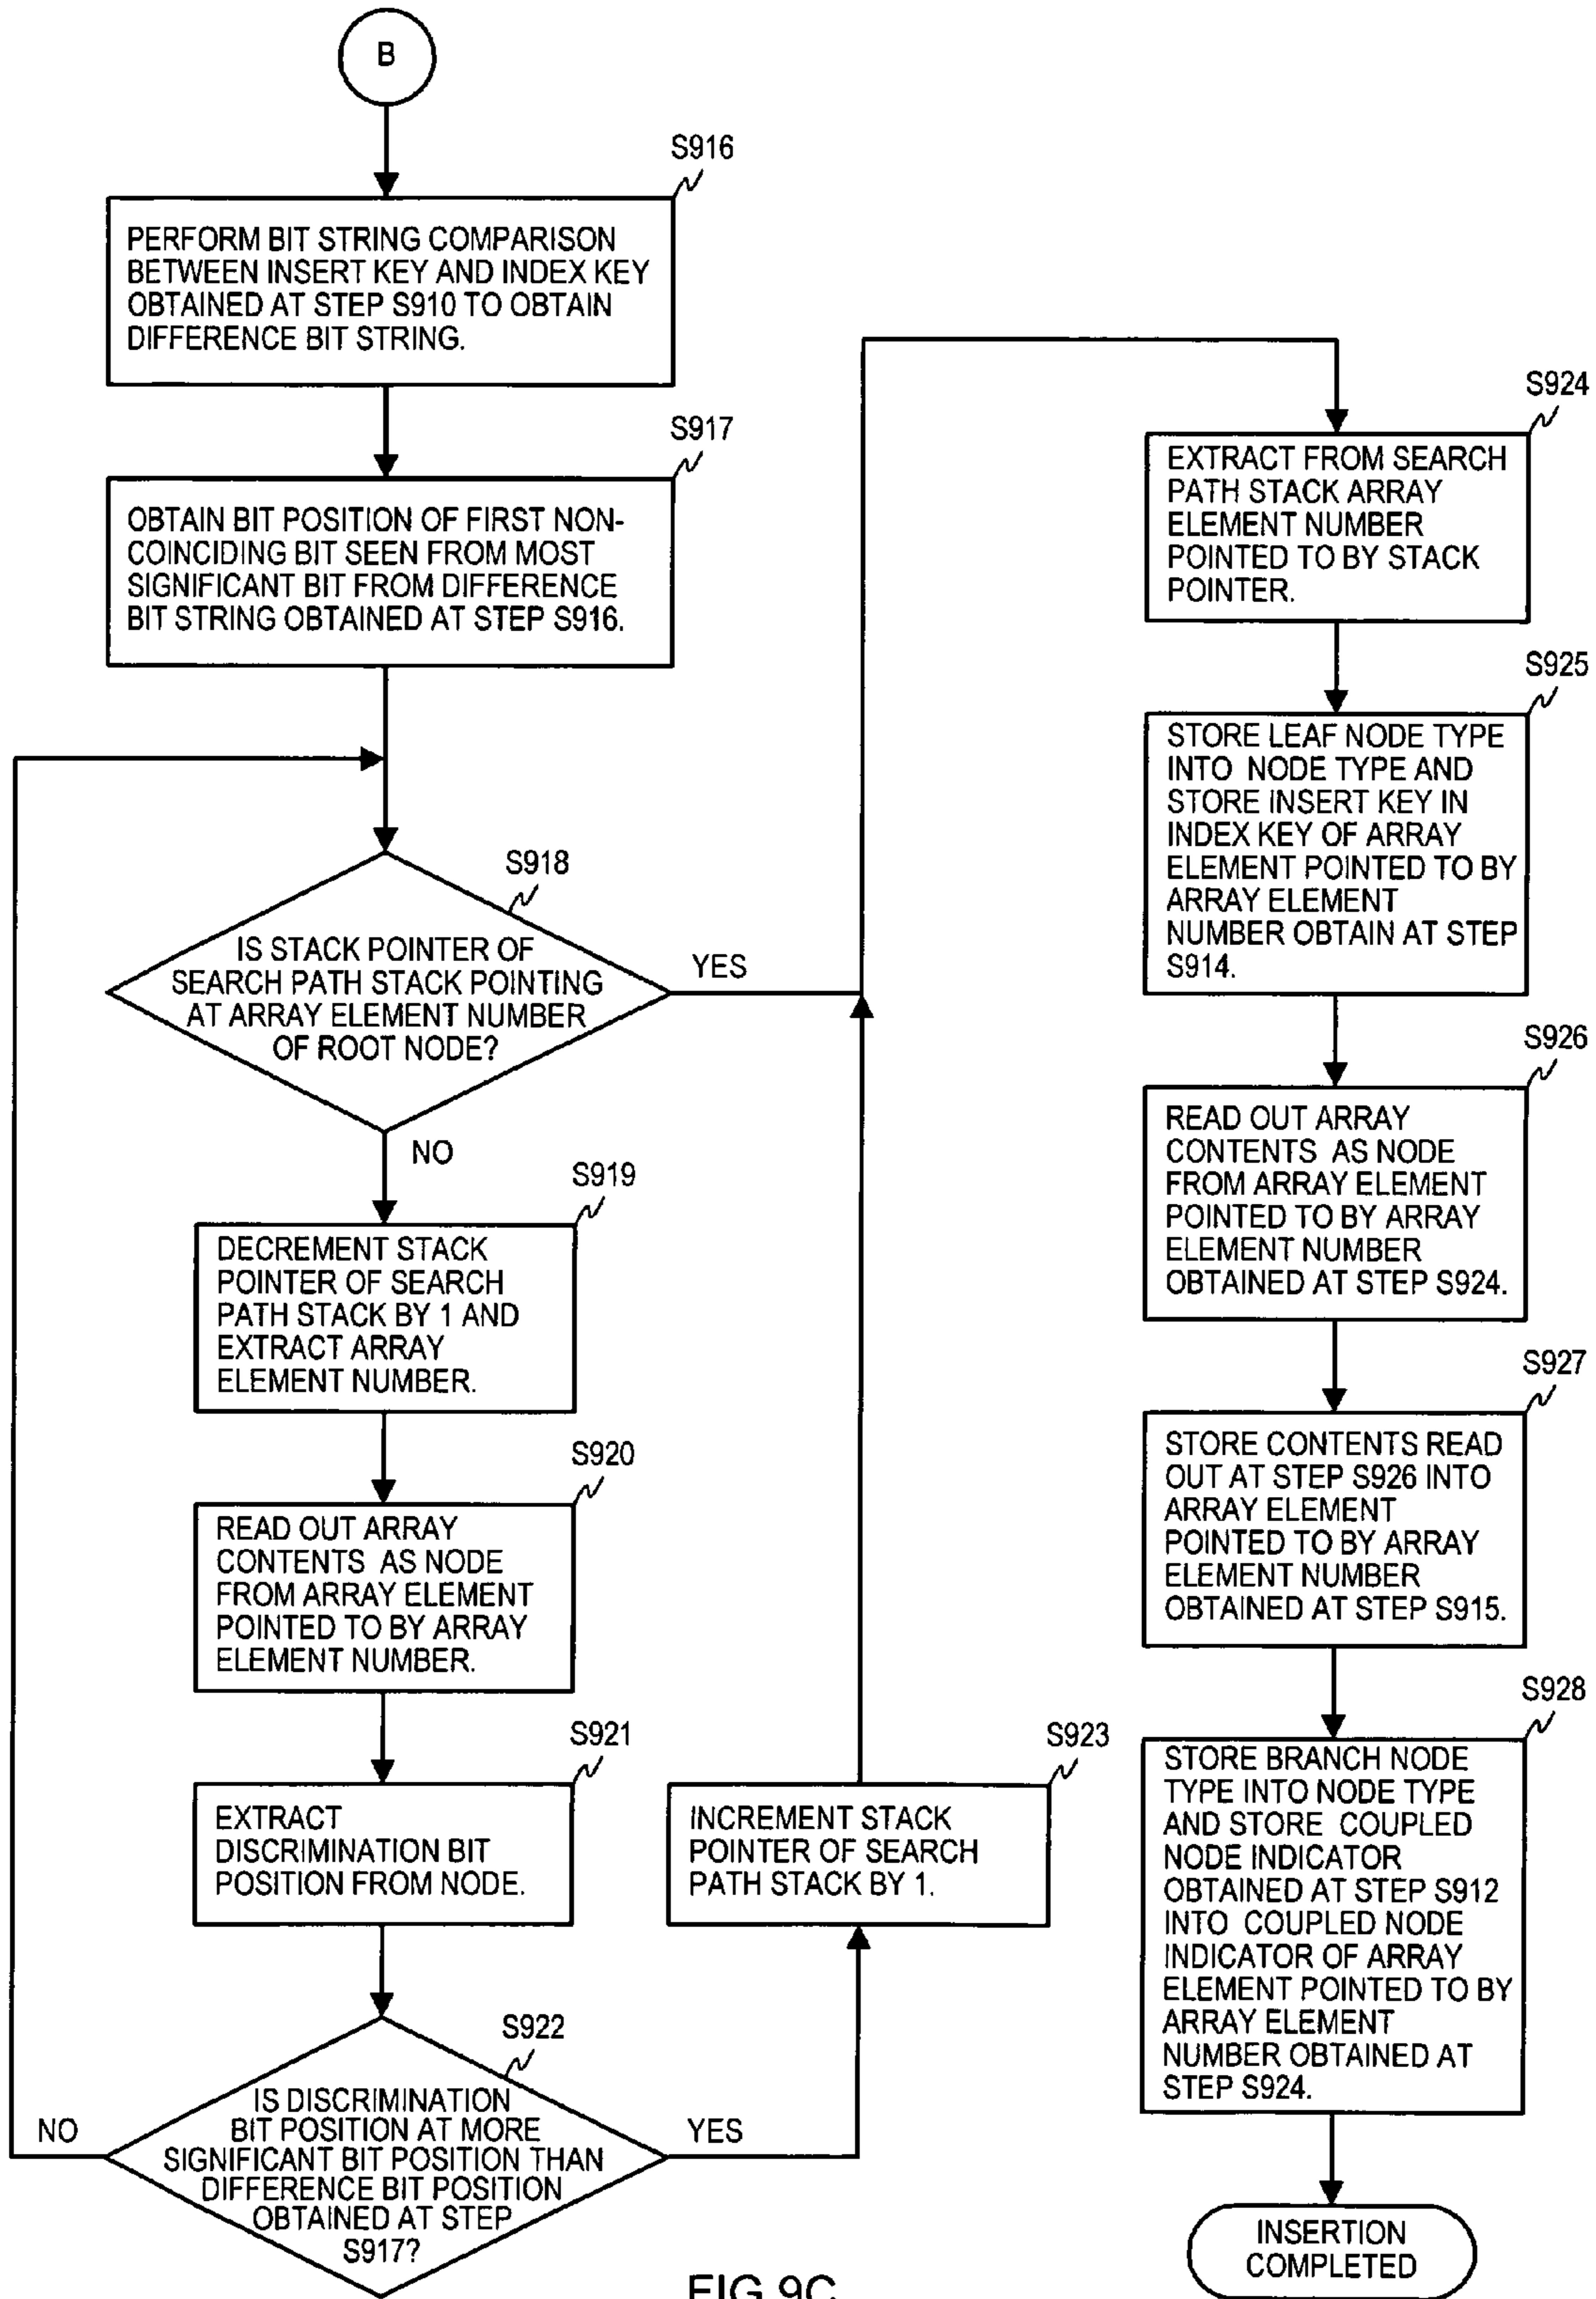 B
S916
PERFORM BIT STRING COMPARISON
BETWEEN INSERT KEY AND INDEX KEY
OBTAINED AT STEP S910 TO OBTAIN
DIFFERENCE BIT STRING.
S917
OBTAIN BIT POSITION OF FIRST NON-
COINCIDING BIT SEEN FROM MOST
SIGNIFICANT BIT FROM DIFFERENCE
BIT STRING OBTAINED AT STEP S916.
S918
IS STACK POINTER OF
SEARCH PATH STACK POINTING
AT ARRAY ELEMENT NUMBER
OF ROOT NODE?
YES
NO
S919
DECREMENT STACK
POINTER OF SEARCH
PATH STACK BY 1 AND
EXTRACT ARRAY
ELEMENT NUMBER.
S920
READ OUT ARRAY
CONTENTS AS NODE
FROM ARRAY ELEMENT
POINTED TO BY ARRAY
ELEMENT NUMBER.
S921
EXTRACT
DISCRIMINATION BIT
POSITION FROM NODE.
S922
IS DISCRIMINATION
BIT POSITION AT MORE
SIGNIFICANT BIT POSITION THAN
DIFFERENCE BIT POSITION
OBTAINED AT STEP
S917?
NO
YES
S923
INCREMENT STACK
POINTER OF SEARCH
PATH STACK BY 1.
S924
EXTRACT FROM SEARCH
PATH STACK ARRAY
ELEMENT NUMBER
POINTED TO BY STACK
POINTER.
S925
STORE LEAF NODE TYPE
INTO NODE TYPE AND
STORE INSERT KEY IN
INDEX KEY OF ARRAY
ELEMENT POINTED TO BY
ARRAY ELEMENT
NUMBER OBTAIN AT STEP
S914.
S926
READ OUT ARRAY
CONTENTS AS NODE
FROM ARRAY ELEMENT
POINTED TO BY ARRAY
ELEMENT NUMBER
OBTAINED AT STEP S924.
S927
STORE CONTENTS READ
OUT AT STEP S926 INTO
ARRAY ELEMENT
POINTED TO BY ARRAY
ELEMENT NUMBER
OBTAINED AT STEP S915.
S928
STORE BRANCH NODE
TYPE INTO NODE TYPE
AND STORE COUPLED
NODE INDICATOR
OBTAINED AT STEP S912
INTO COUPLED NODE
INDICATOR OF ARRAY
ELEMENT POINTED TO BY
ARRAY ELEMENT
NUMBER OBTAINED AT
STEP S924.
INSERTION
COMPLETED
FIG.9C